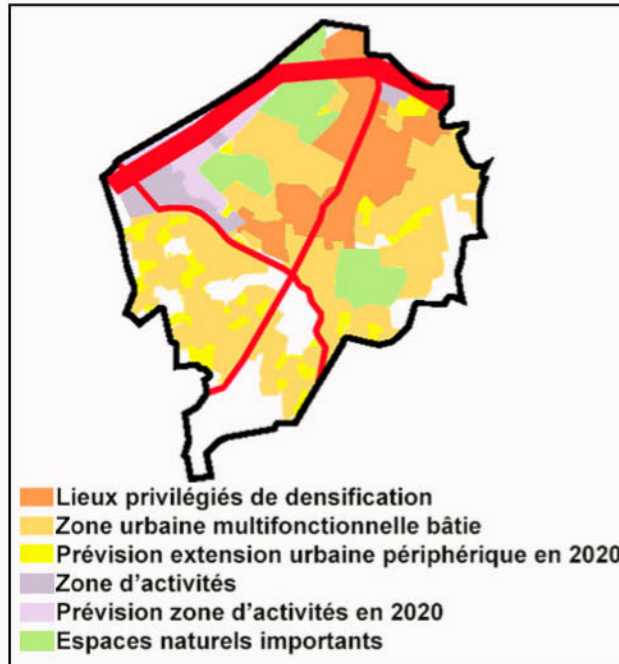 Lieux privilégiés de densification
Zone urbaine multifonctionnelle bâtie
Prévision extension urbaine périphérique en 2020
Zone d'activités
Prévision zone d'activités en 2020
Espaces naturels importants